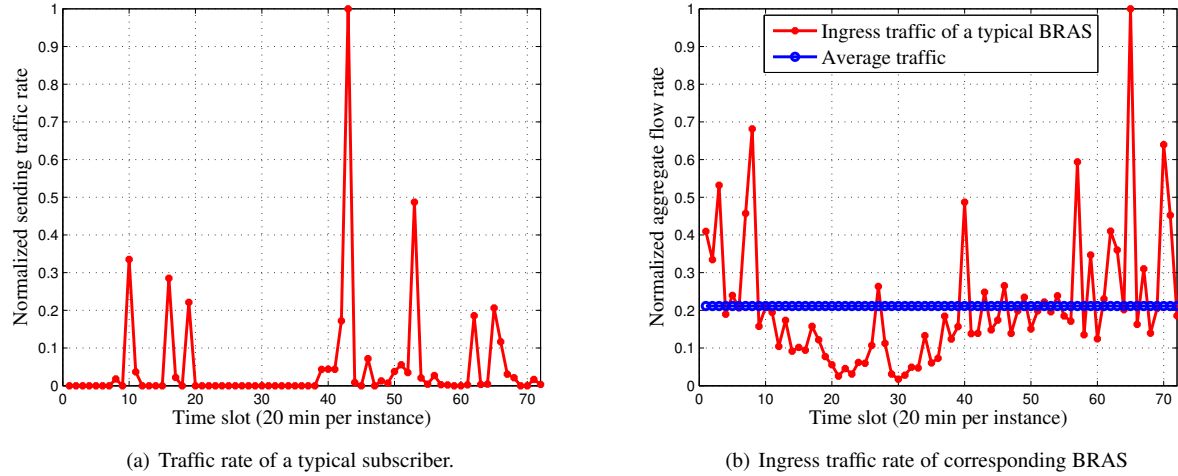 1
0.9
0.8
0.7
0.6
0.5
0.4
0.3
0.2
0.1
0
Normalized sending traffic rate
0 10 20 30 40 50 60 70
Time slot (20 min per instance)
(a) Traffic rate of a typical subscriber.
Ingress traffic of a typical BRAS
Average traffic
1
0.9
0.8
0.7
0.6
0.5
0.4
0.3
0.2
0.1
0
Normalized aggregate flow rate
0 10 20 30 40 50 60 70
Time slot (20 min per instance)
(b) Ingress traffic rate of corresponding BRAS